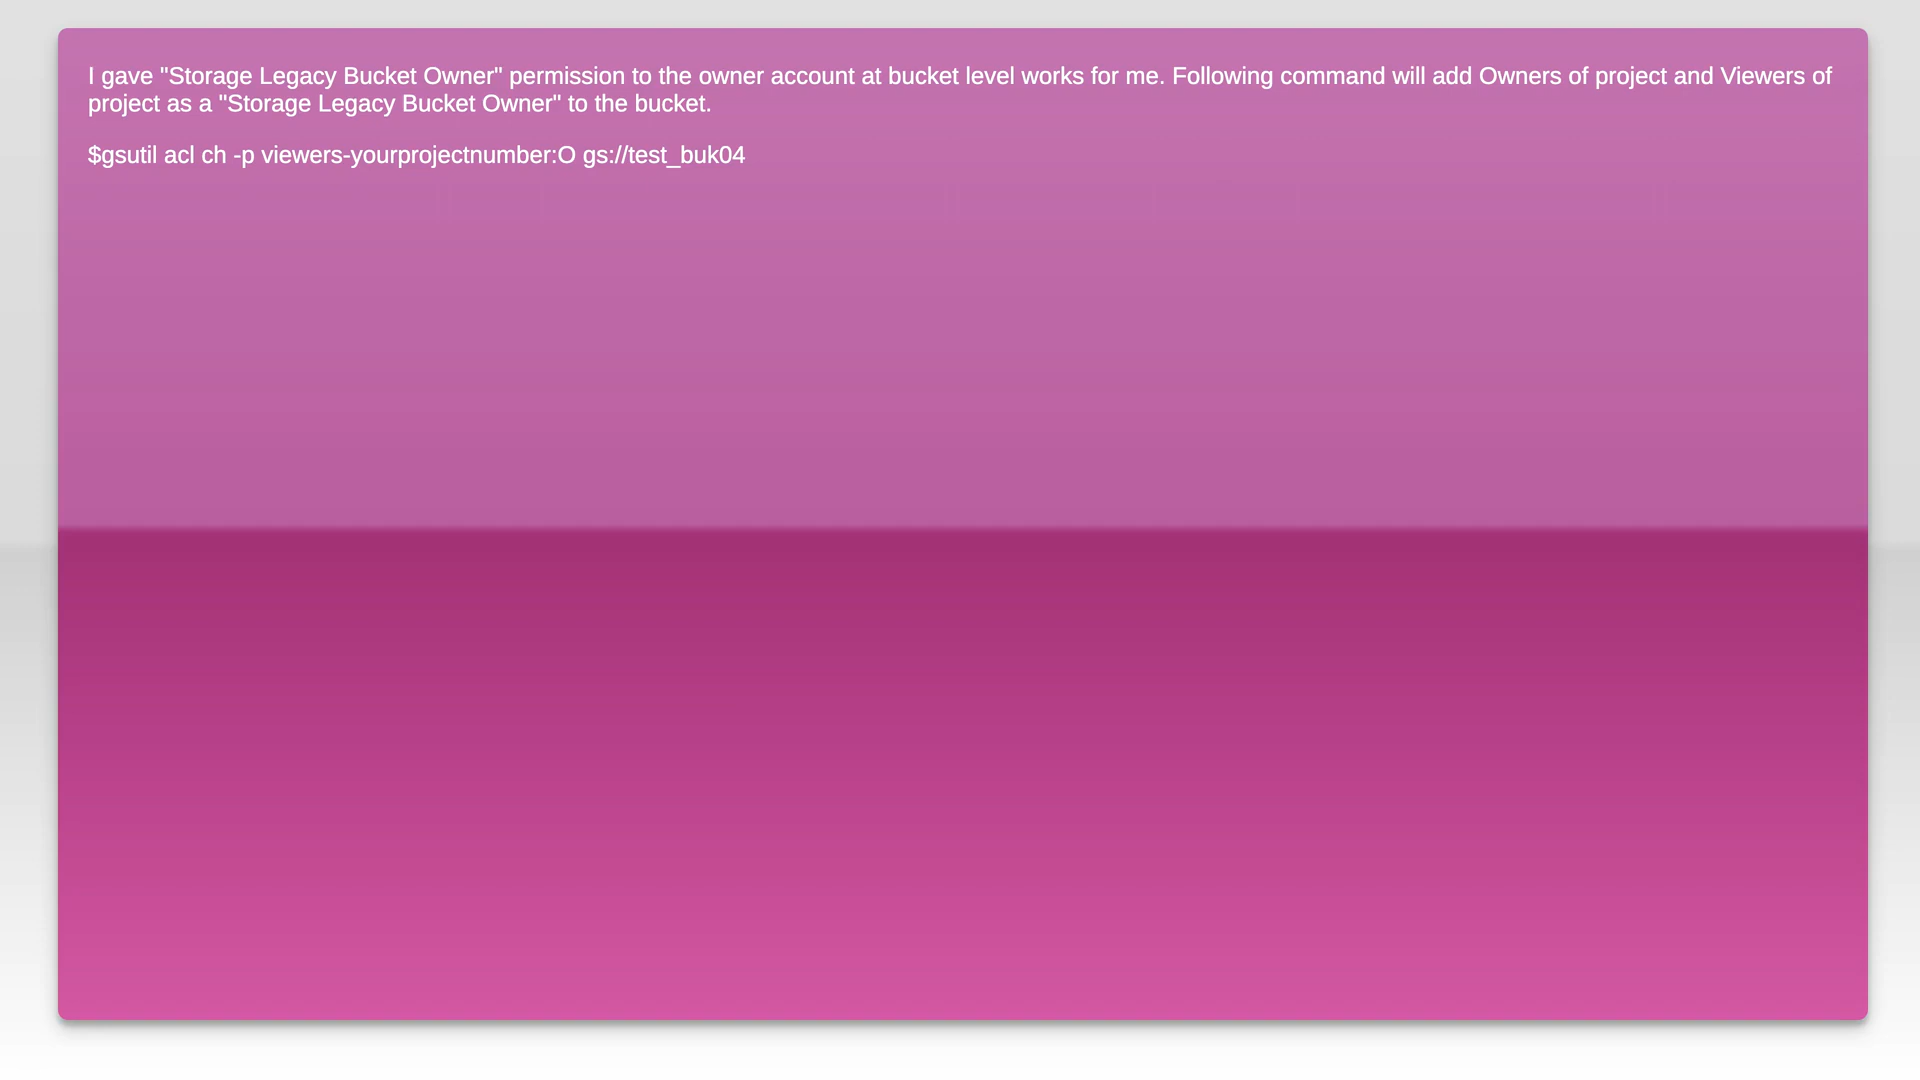 I gave "Storage Legacy Bucket Owner" permission to the owner account at bucket level works for me. Following command will add Owners of project and Viewers of
project as a "Storage Legacy Bucket Owner" to the bucket.
$gsutil acl ch -p viewers-yourprojectnumber:O gs://test_buk04